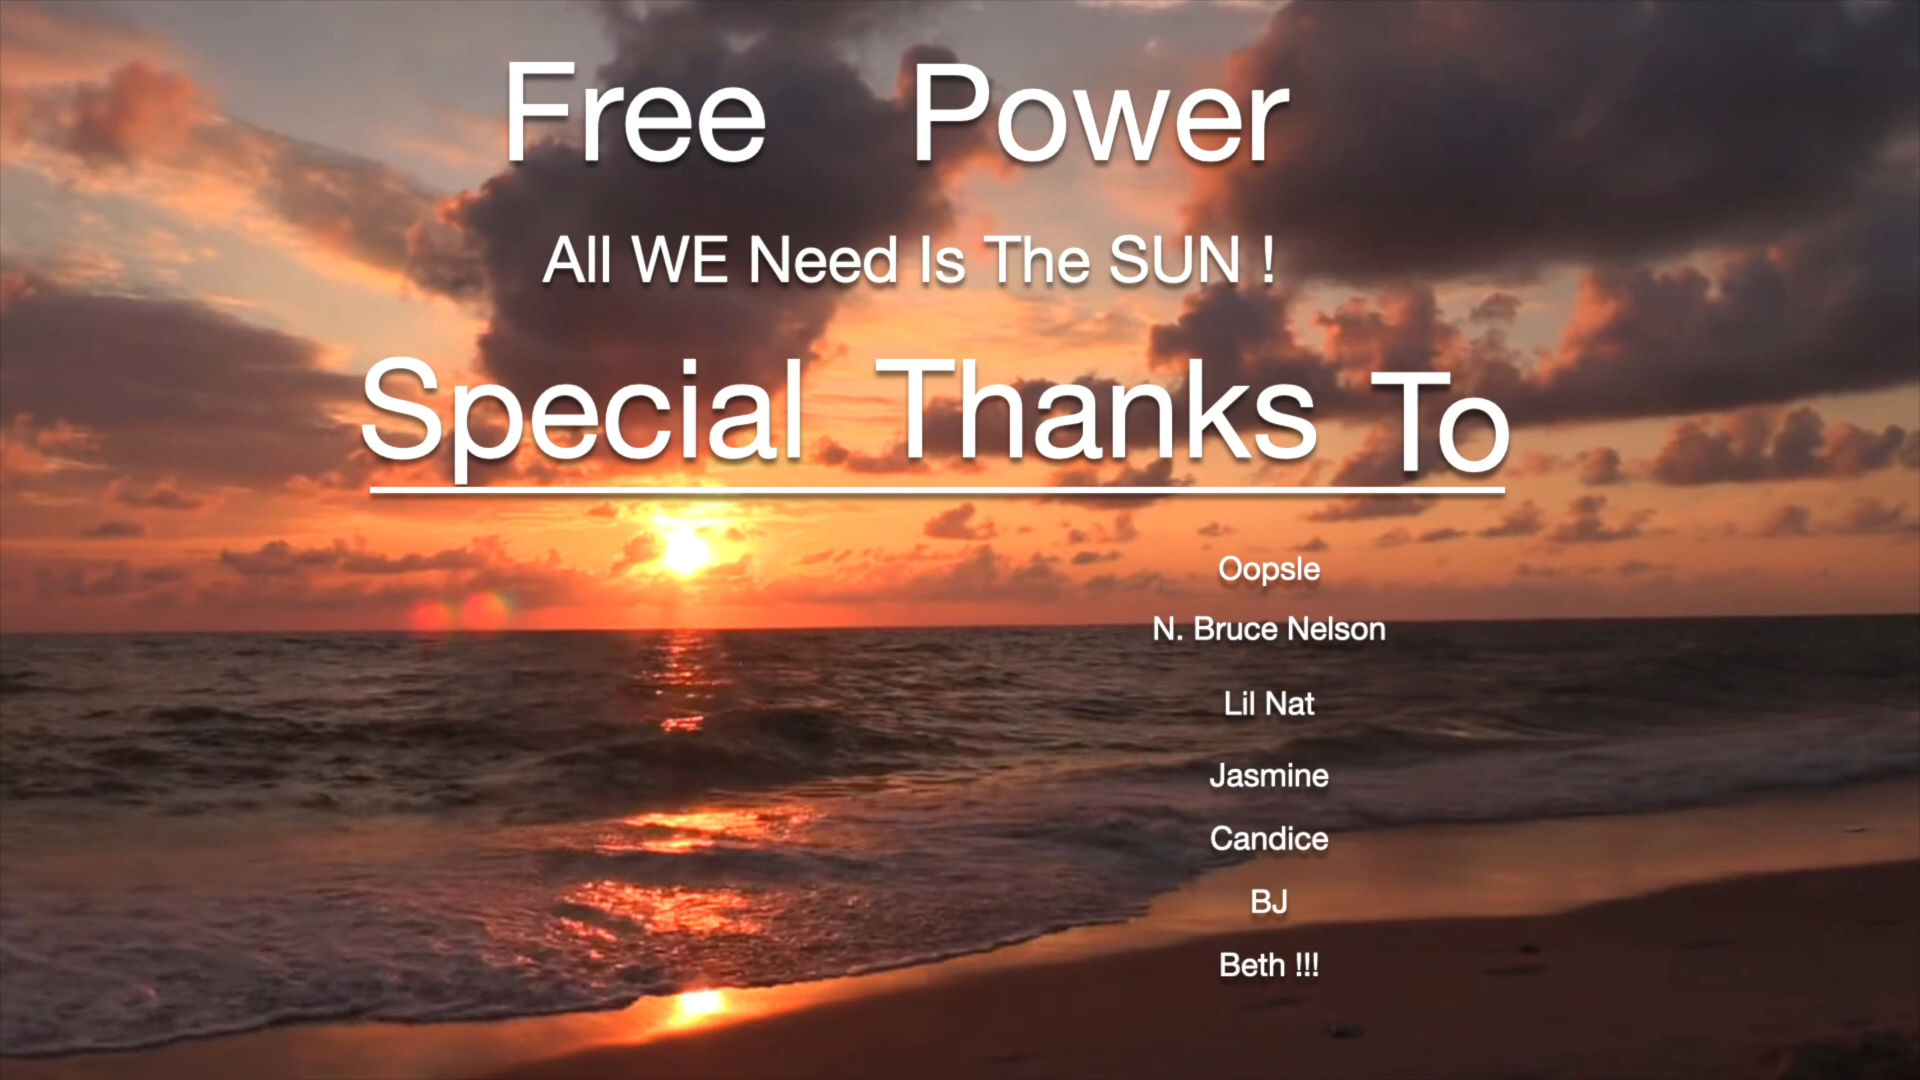 Free Power
All WE Need Is The SUN !
Special Thanks To
Oopsle
N. Bruce Nelson
Lil Nat
Jasmine
Candice
BJ
Beth !!!